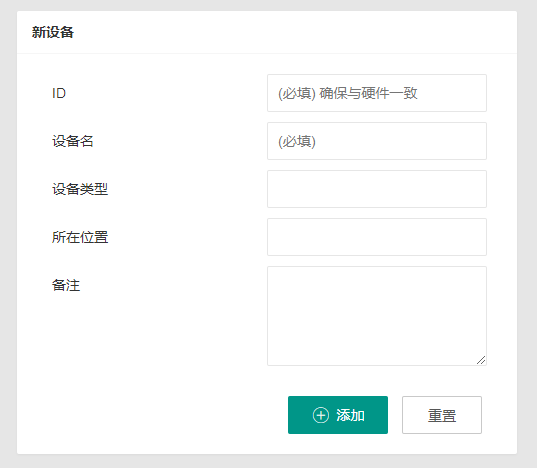 新设备
ID
(必填) 确保与硬件一致
设备名
(必填)
设备类型
所在位置
备注
添加
重置